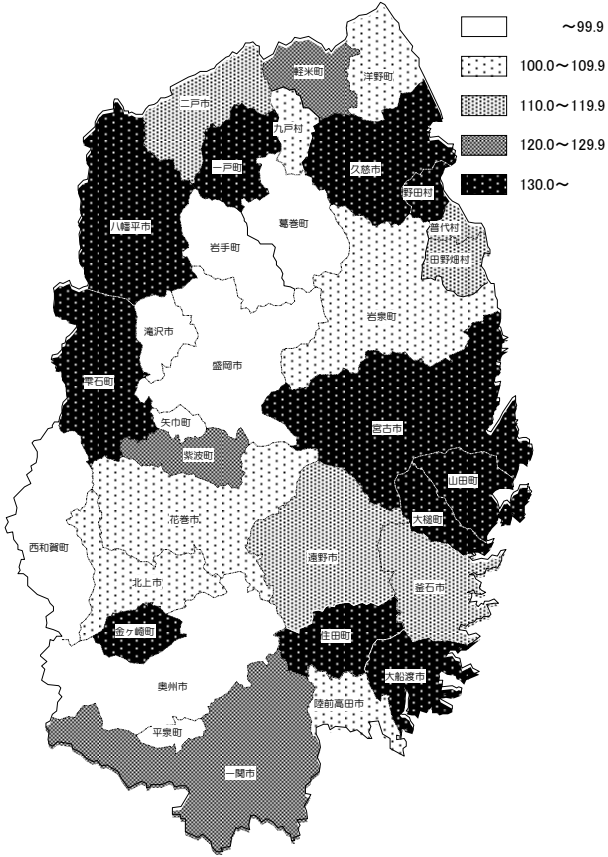 ～99.9
100.0～109.9
110.0～119.9
120.0～129.9
130.0～
軽米町
洋野町
二戸市
九戸村
一戸町
久慈市
野田村
八幡平市
葛巻町
普代村
岩手町
田野畑村
岩泉町
滝沢市
盛岡市
雫石町
矢巾町
宮古市
紫波町
山田町
大槌町
花巻市
西和賀町
遠野市
北上市
釜石市
金ヶ崎町
住田町
大船渡市
奥州市
陸前高田市
平泉町
一関市